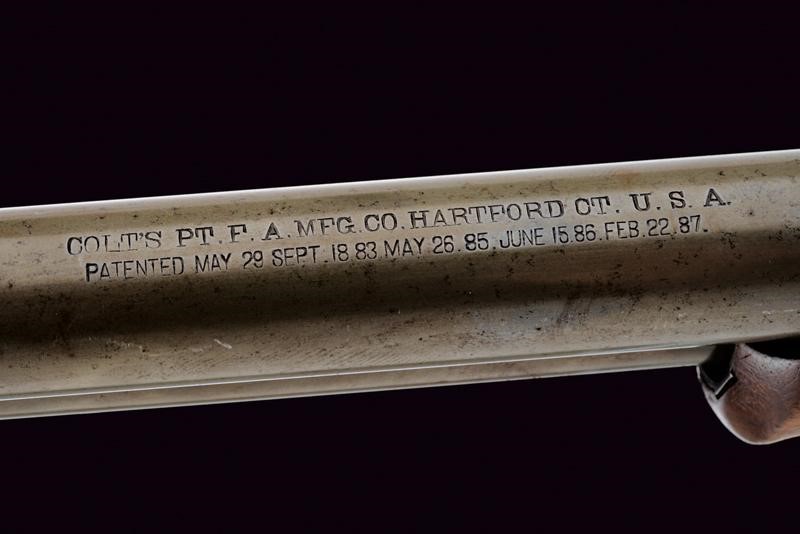 COLT'S PT. F. A. MFG. CO. HARTFORD CT. U. S. A.
PATENTED MAY 29 SEPT. 18 83 MAY 26. 85. JUNE 15. 86. FEB. 22. 87.